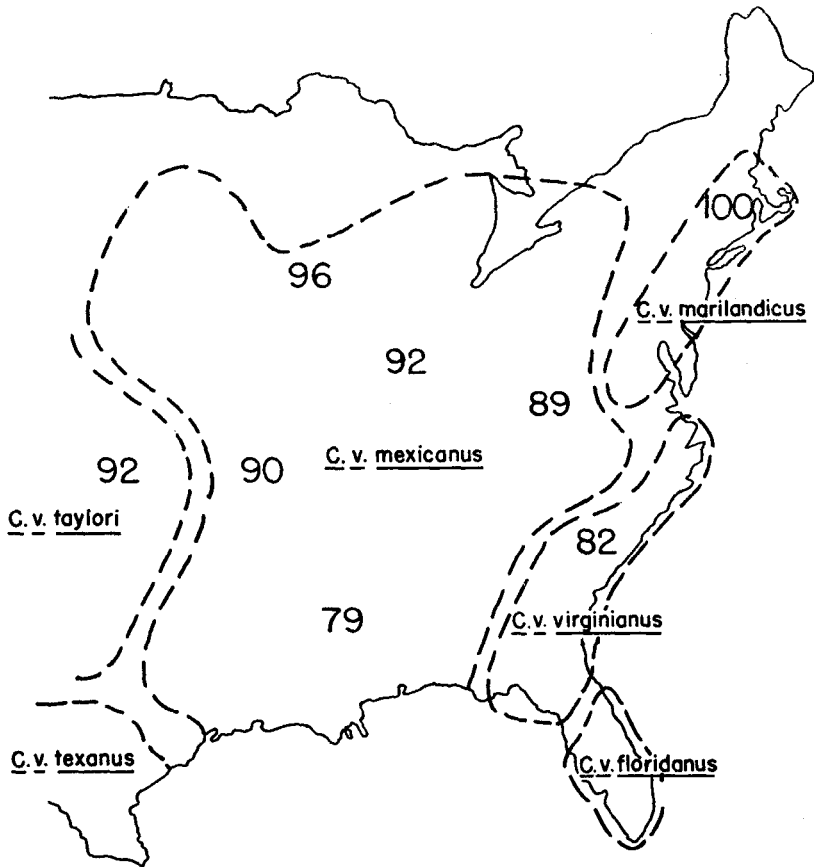 100
96
C. v. marilandicus
92
89
92
90
C. v. mexicanus
C. v. taylori
82
79
C. v. virginianus
C. v. texanus
C. v. floridanus